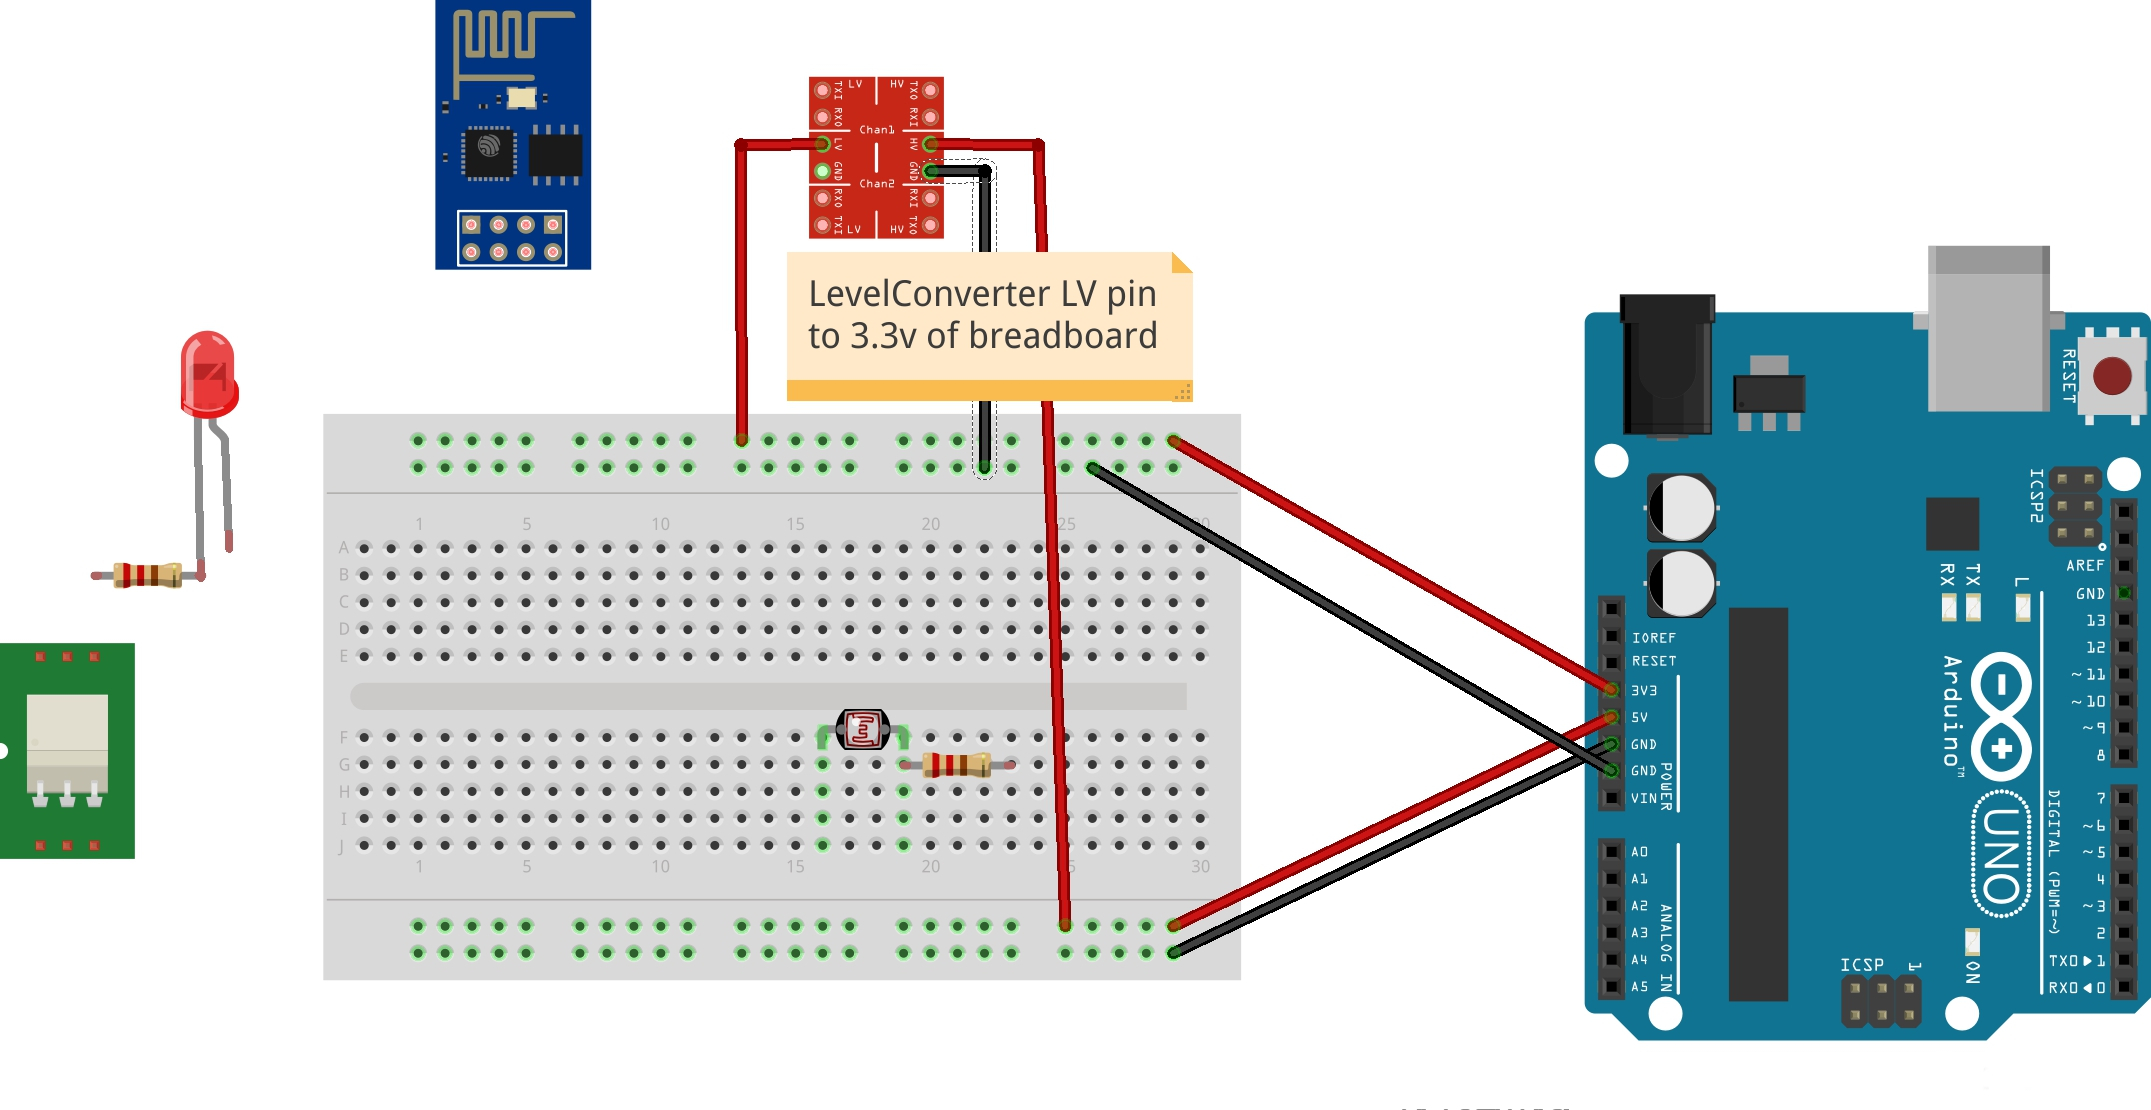 TXI
LV
HV
TXO
RXO
RXI
Chan1
LV
HV
GND
GND
Chan2
RXO
RXI
TXI
LV
HV
TXO
LevelConverter LV pin
to 3.3v of breadboard
1 5 10 15 20 25 30
A
B
C
D
E
F
G
H
I
J
1 5 10 15 20 30
RESET
ICSP2
AREF
GND
RX
TX
L
IOREF
RESET
3V3
5V
GND
GND
VIN
POWER
13
12
~11
~10
~9
8
Arduino™
UNO
7
~6
~5
4
~3
2
TX0▶1
RX0◀0
DIGITAL (PWM=~)
A0
A1
A2
A3
A4
A5
ANALOG IN
ICSP
1
ON